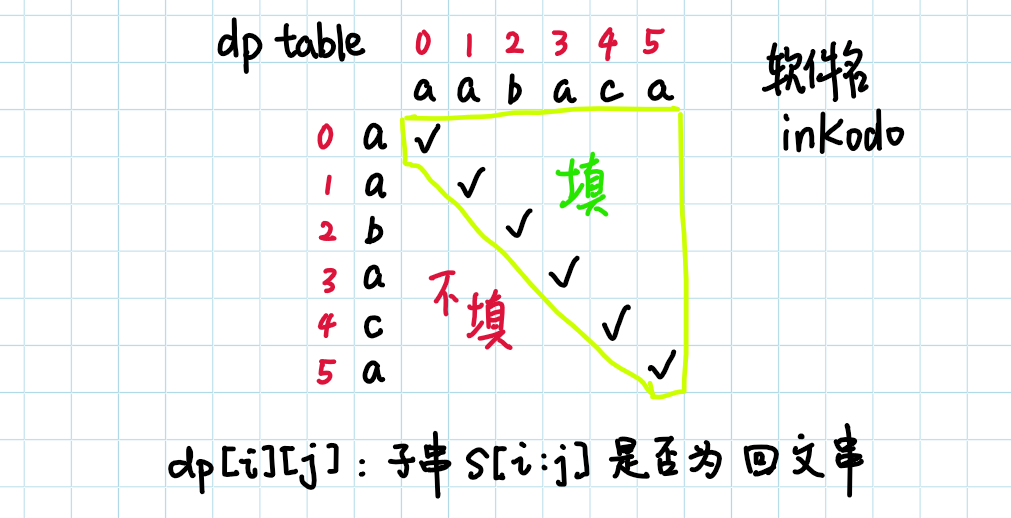 dp table 0 1 2 3 4 5
a a b a c a
软件名
inkodo
0 a ✓
1 a ✓
2 b ✓
3 a ✓
4 c ✓
5 a ✓
填
不填
dp[i][j]: 子串 S[i:j] 是否为 回文串